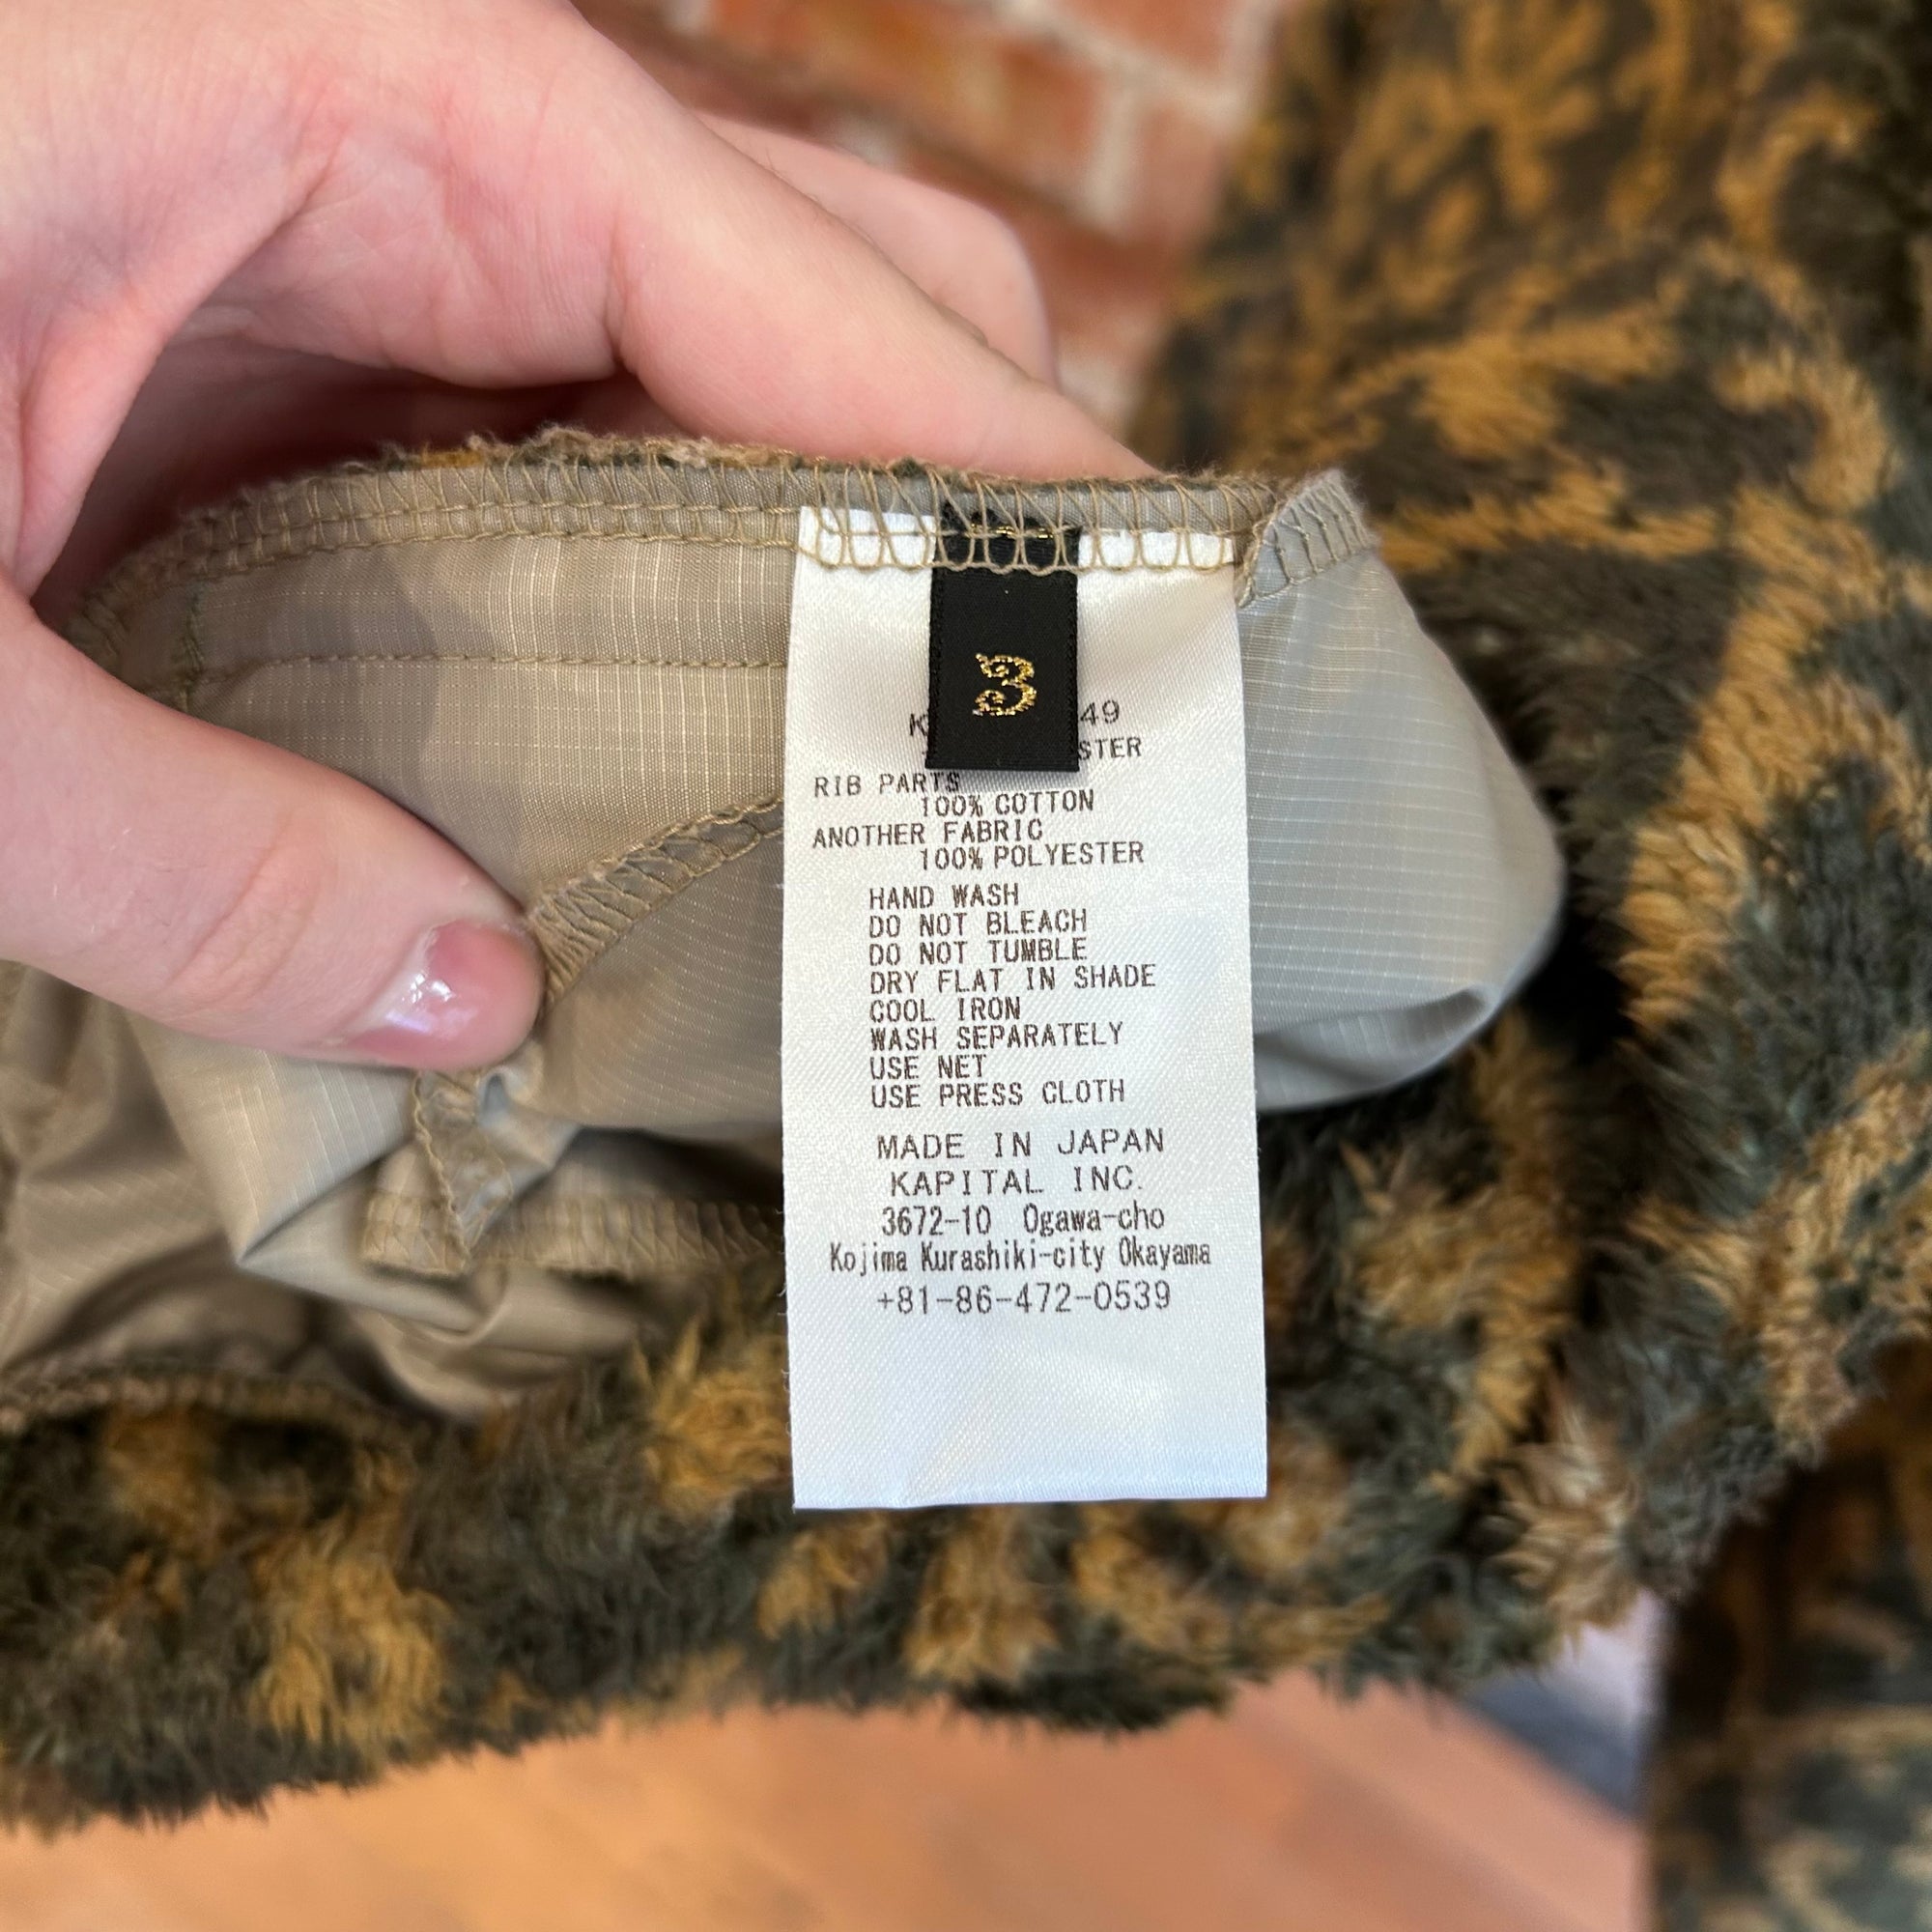 3
49
RIB PARTS
100% COTTON
ANOTHER FABRIC
100% POLYESTER
HAND WASH
DO NOT BLEACH
DO NOT TUMBLE
DRY FLAT IN SHADE
COOL IRON
WASH SEPARATELY
USE NET
USE PRESS CLOTH
MADE IN JAPAN
KAPITAL INC.
3672-10 Ogawa-cho
Kojima Kurashiki-city Okayama
+81-86-472-0539